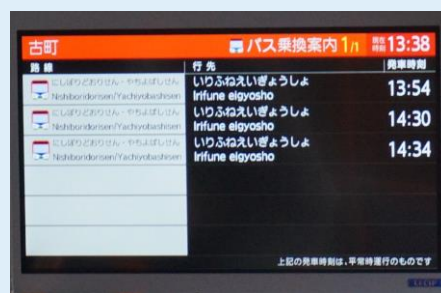 古町
バス乗換案内 1/1
現在時刻 13:38
路線 行先 発車時刻
にしぼりどおりせん・やちよばしせん
Nishiboridorisen/Yachiyobashisen
いりふねえいぎょうしょ
Irifune eigyosho
13:54
にしぼりどおりせん・やちよばしせん
Nishiboridorisen/Yachiyobashisen
いりふねえいぎょうしょ
Irifune eigyosho
14:30
にしぼりどおりせん・やちよばしせん
Nishiboridorisen/Yachiyobashisen
いりふねえいぎょうしょ
Irifune eigyosho
14:34
上記の発車時刻は、平常時運行のものです